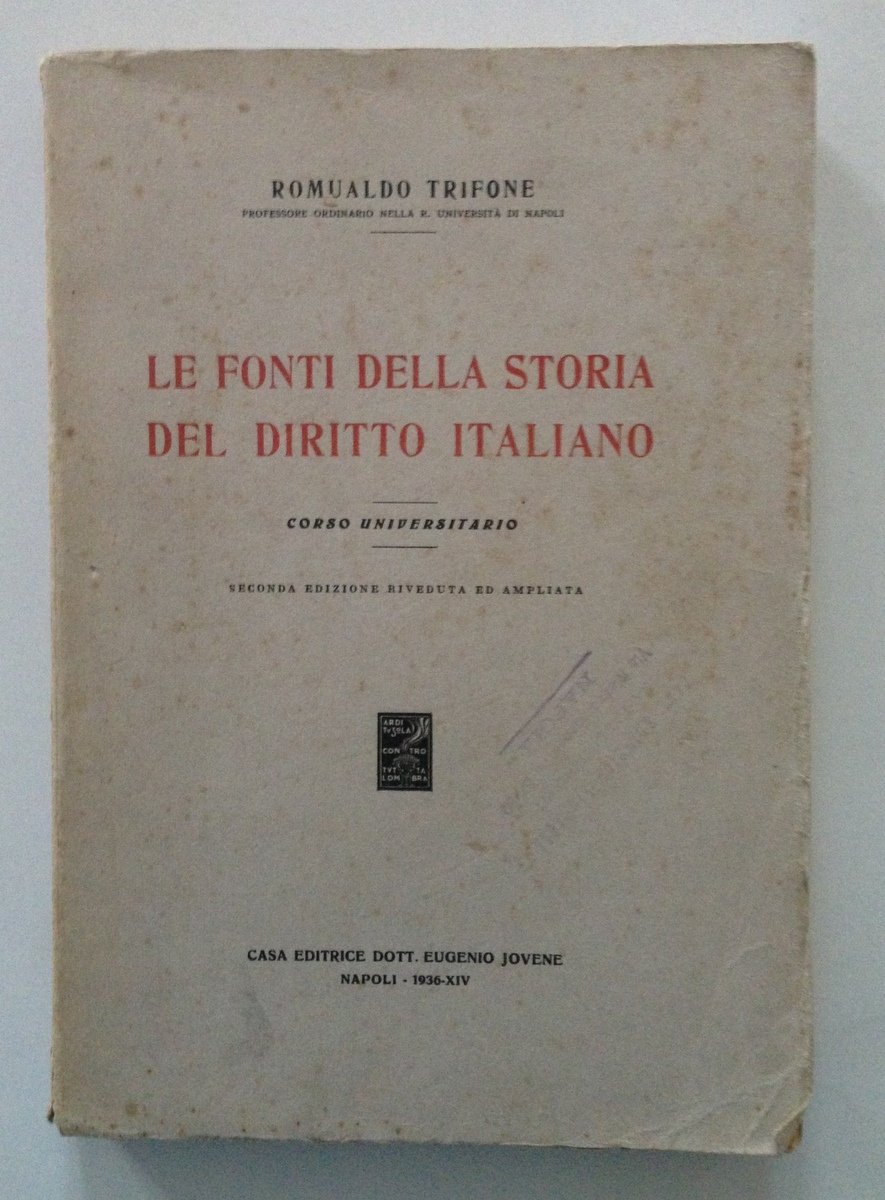 ROMUALDO TRIFONE
PROFESSORE ORDINARIO NELLA R. UNIVERSITÀ DI NAPOLI
LE FONTI DELLA STORIA
DEL DIRITTO ITALIANO
CORSO UNIVERSITARIO
SECONDA EDIZIONE RIVEDUTA ED AMPLIATA
ARDI
TV SOLA
CON TRO
TVT TA
LOM BRA
CASA EDITRICE DOTT. EUGENIO JOVENE
NAPOLI - 1936-XIV